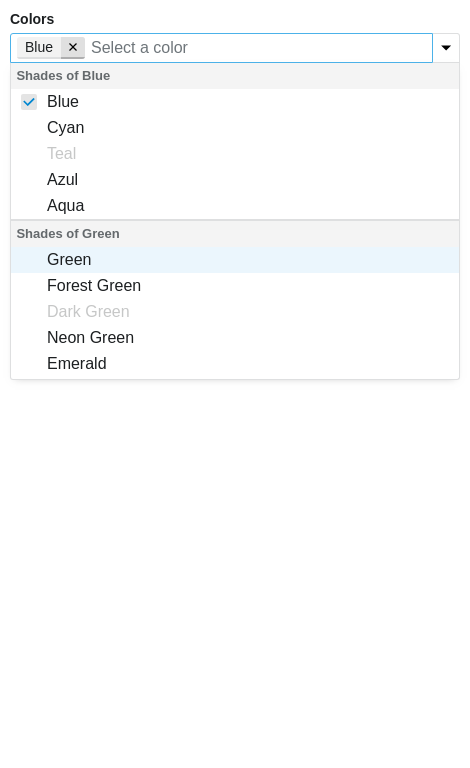 Colors
Blue Select a color
Shades of Blue
Blue
Cyan
Teal
Azul
Aqua
Shades of Green
Green
Forest Green
Dark Green
Neon Green
Emerald